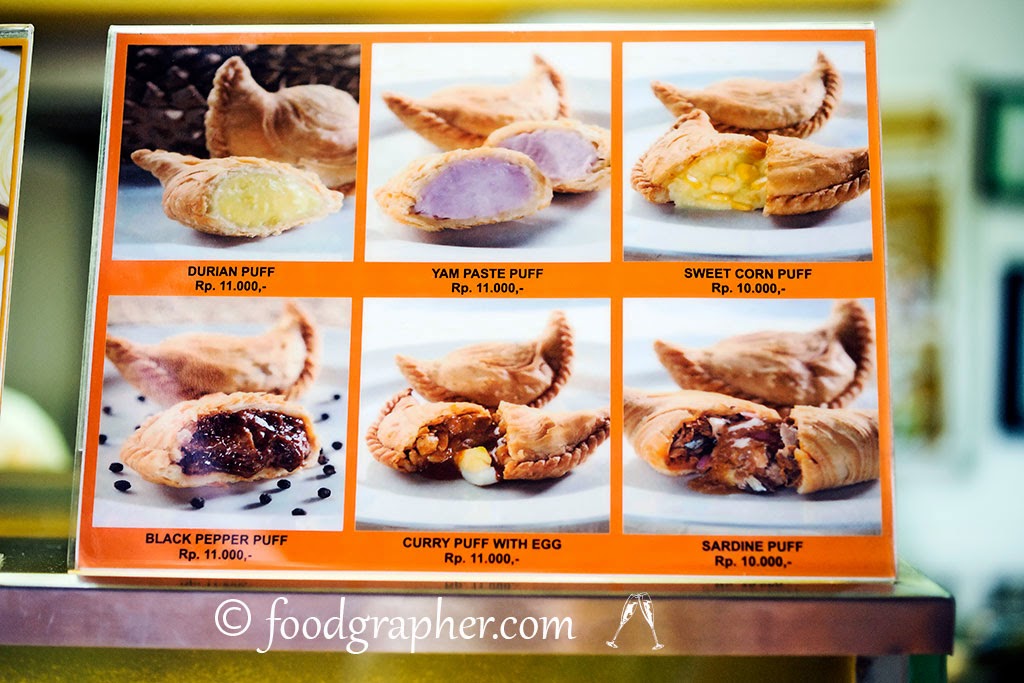 DURIAN PUFF
Rp. 11.000,-
YAM PASTE PUFF
Rp. 11.000,-
SWEET CORN PUFF
Rp. 10.000,-
BLACK PEPPER PUFF
Rp. 11.000,-
CURRY PUFF WITH EGG
Rp. 11.000,-
SARDINE PUFF
Rp. 10.000,-
© foodgrapher.com